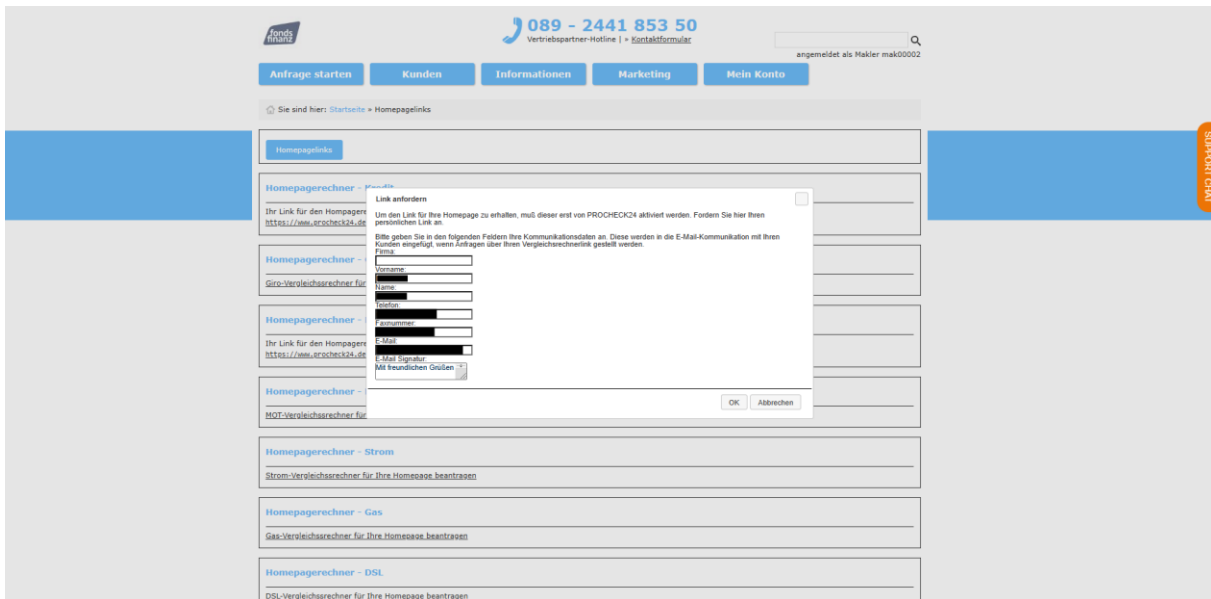 fonds
finanz
089 - 2441 853 50
Vertriebspartner-Hotline | » Kontaktformular
angemeldet als Makler mak00002
Anfrage starten Kunden Informationen Marketing Mein Konto
Sie sind hier: Startseite » Homepagelinks
SUPPORT CHAT
Homepagelinks
Homepagerechner - Kredit
Ihr Link für den Hompagere
https://www.procheck24.de
Homepagerechner -
Giro-Vergleichsrechner für
Homepagerechner -
Ihr Link für den Hompagere
https://www.procheck24.de
Homepagerechner -
MOT-Vergleichssrechner für
Link anfordern
Um den Link für Ihre Homepage zu erhalten, muß dieser erst von PROCHECK24 aktiviert werden. Fordern Sie hier Ihren
persönlichen Link an.
Bitte geben Sie in den folgenden Feldern Ihre Kommunikationsdaten an. Diese werden in die E-Mail-Kommunikation mit Ihren
Kunden eingefügt, wenn Anfragen über Ihren Vergleichsrechnerlink gestellt werden.
Firma:
Vorname:
Name:
Telefon:
Faxnummer:
E-Mail:
E-Mail Signatur:
Mit freundlichen Grüßen
OK Abbrechen
Homepagerechner - Strom
Strom-Vergleichssrechner für Ihre Homepage beantragen
Homepagerechner - Gas
Gas-Vergleichssrechner für Ihre Homepage beantragen
Homepagerechner - DSL
DSL-Vergleichssrechner für Ihre Homepage beantragen